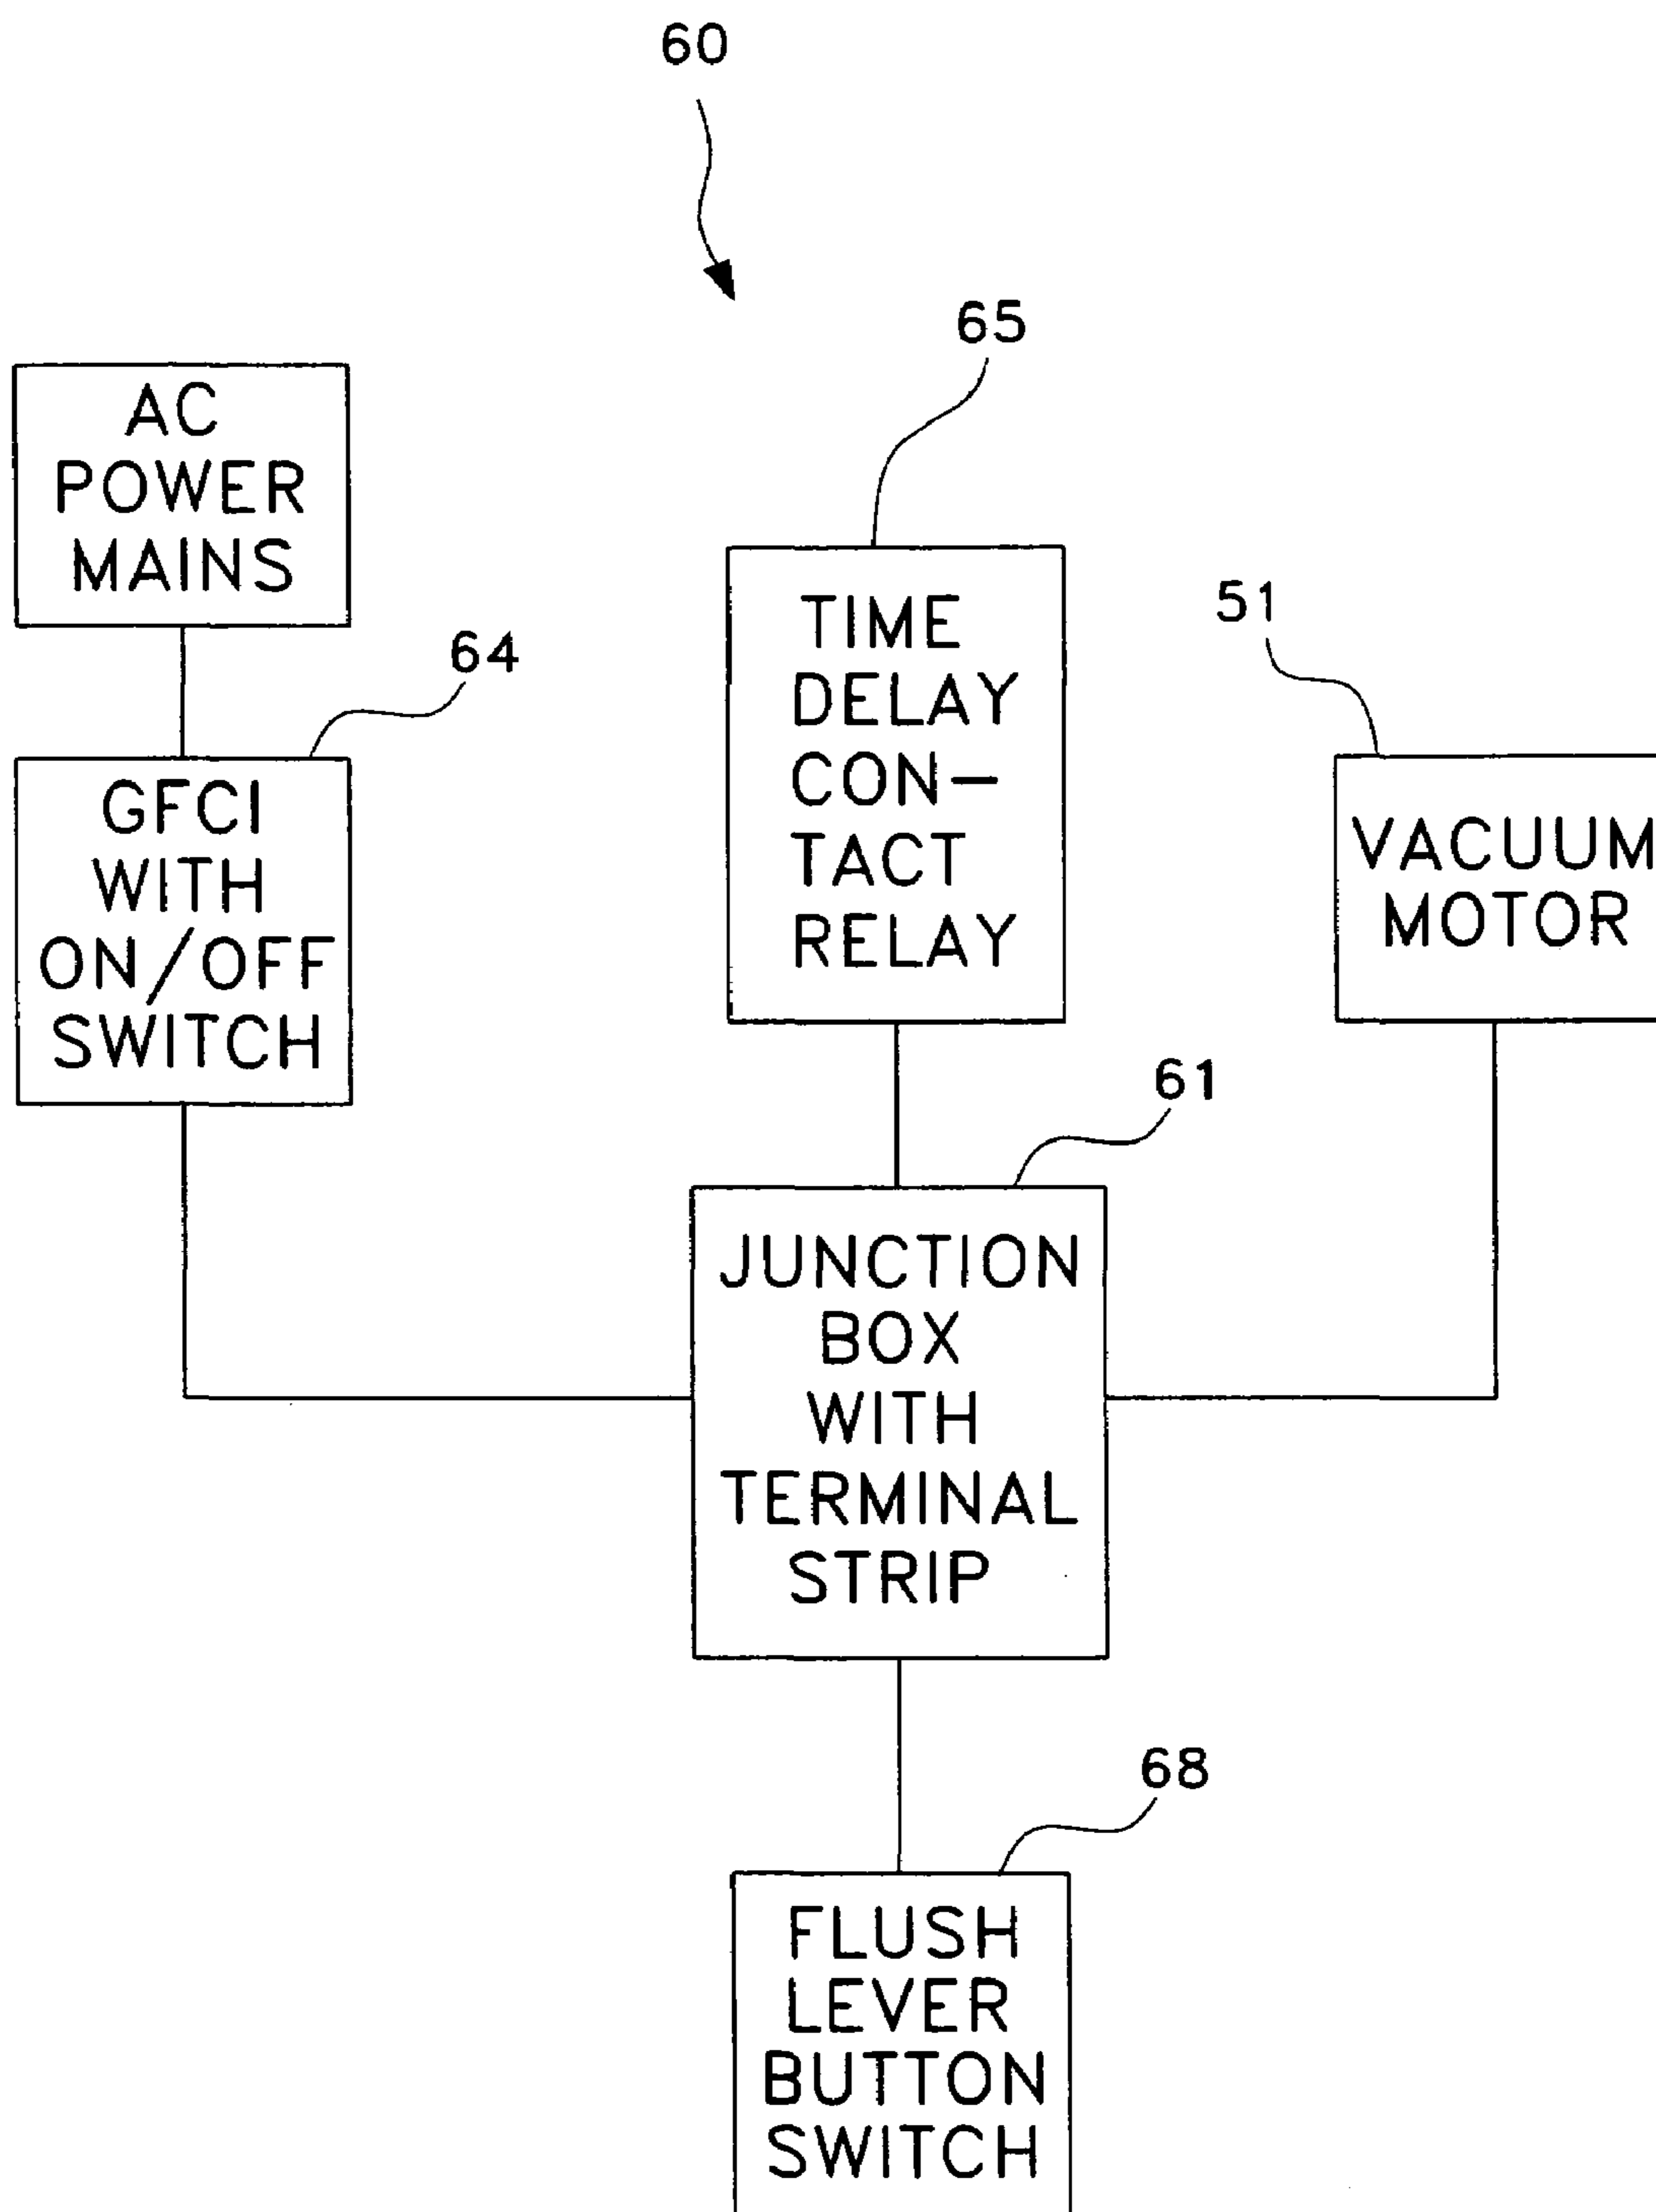 60
65
AC
POWER
MAINS
64
51
TIME
DELAY
CON-
TACT
RELAY
GFCI
WITH
ON/OFF
SWITCH
VACUUM
MOTOR
61
JUNCTION
BOX
WITH
TERMINAL
STRIP
68
FLUSH
LEVER
BUTTON
SWITCH